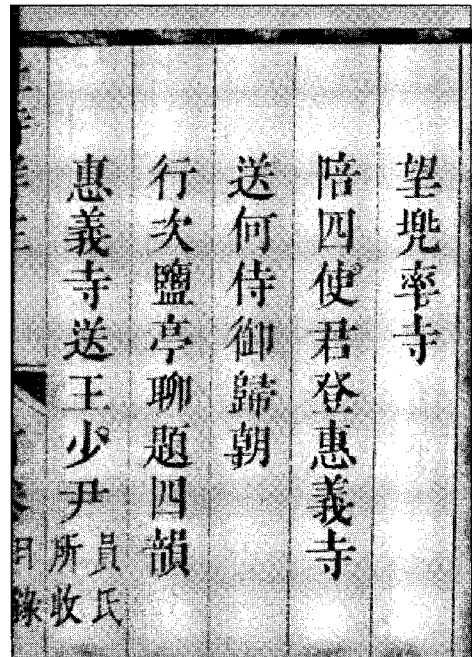 望兜率寺
陪四使君登惠義寺
送何侍御歸朝
行次鹽亭聊題四韻
惠義寺送王少尹員氏所收